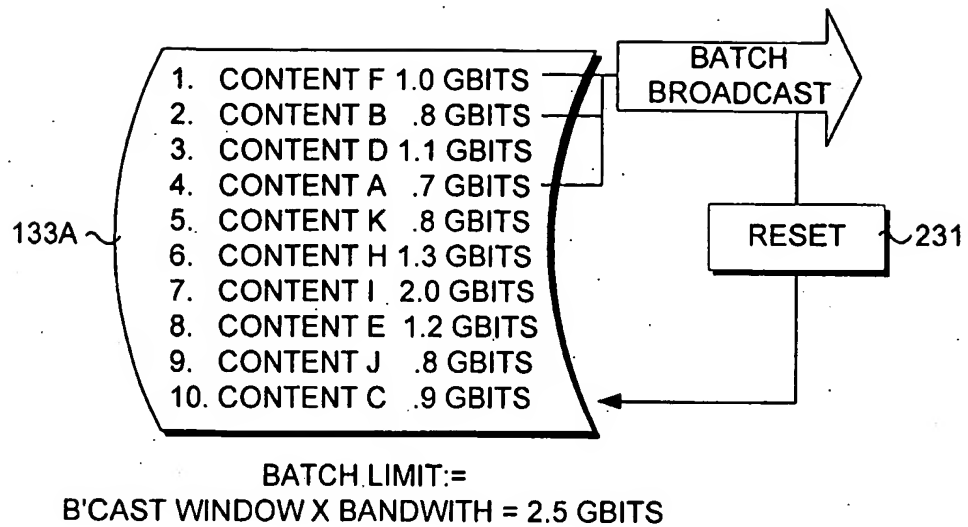 BATCH
BROADCAST
1. CONTENT F 1.0 GBITS
2. CONTENT B .8 GBITS
3. CONTENT D 1.1 GBITS
4. CONTENT A .7 GBITS
5. CONTENT K .8 GBITS
6. CONTENT H 1.3 GBITS
7. CONTENT I 2.0 GBITS
8. CONTENT E 1.2 GBITS
9. CONTENT J .8 GBITS
10. CONTENT C .9 GBITS
133A
RESET
231
BATCH LIMIT:=
B'CAST WINDOW X BANDWITH = 2.5 GBITS